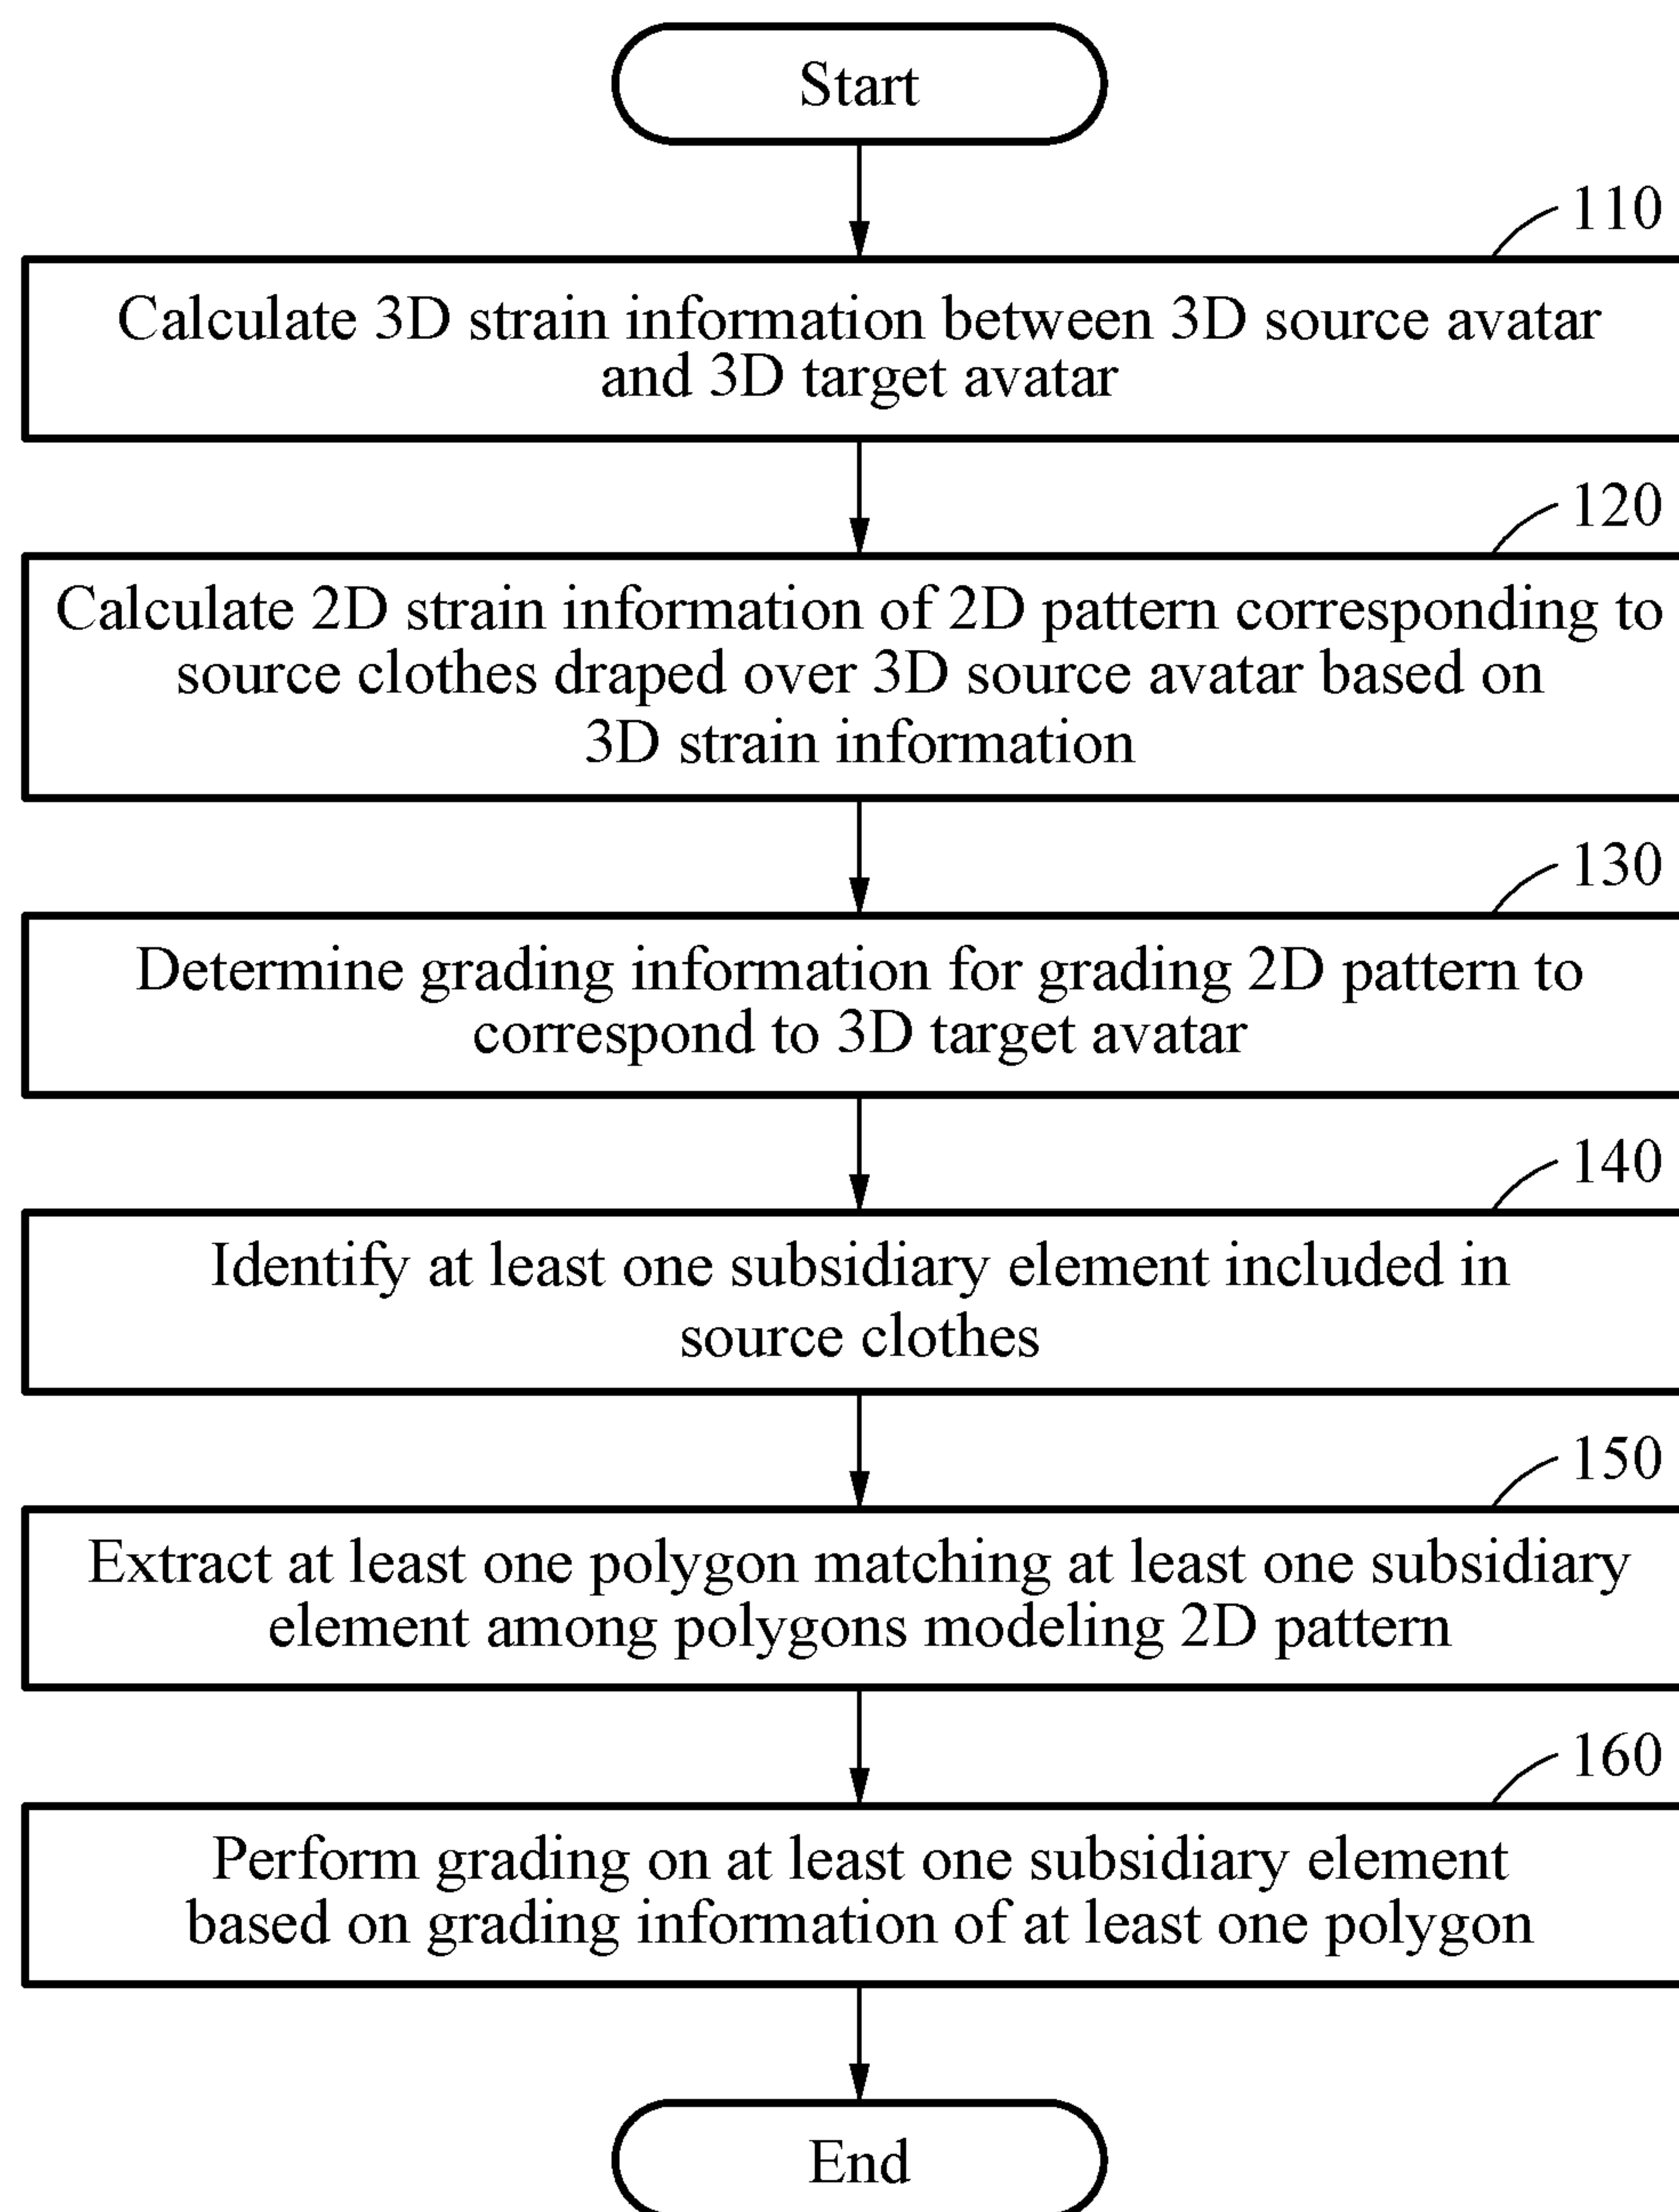 Start
110
Calculate 3D strain information between 3D source avatar
and 3D target avatar
120
Calculate 2D strain information of 2D pattern corresponding to
source clothes draped over 3D source avatar based on
3D strain information
130
Determine grading information for grading 2D pattern to
correspond to 3D target avatar
140
Identify at least one subsidiary element included in
source clothes
150
Extract at least one polygon matching at least one subsidiary
element among polygons modeling 2D pattern
160
Perform grading on at least one subsidiary element
based on grading information of at least one polygon
End